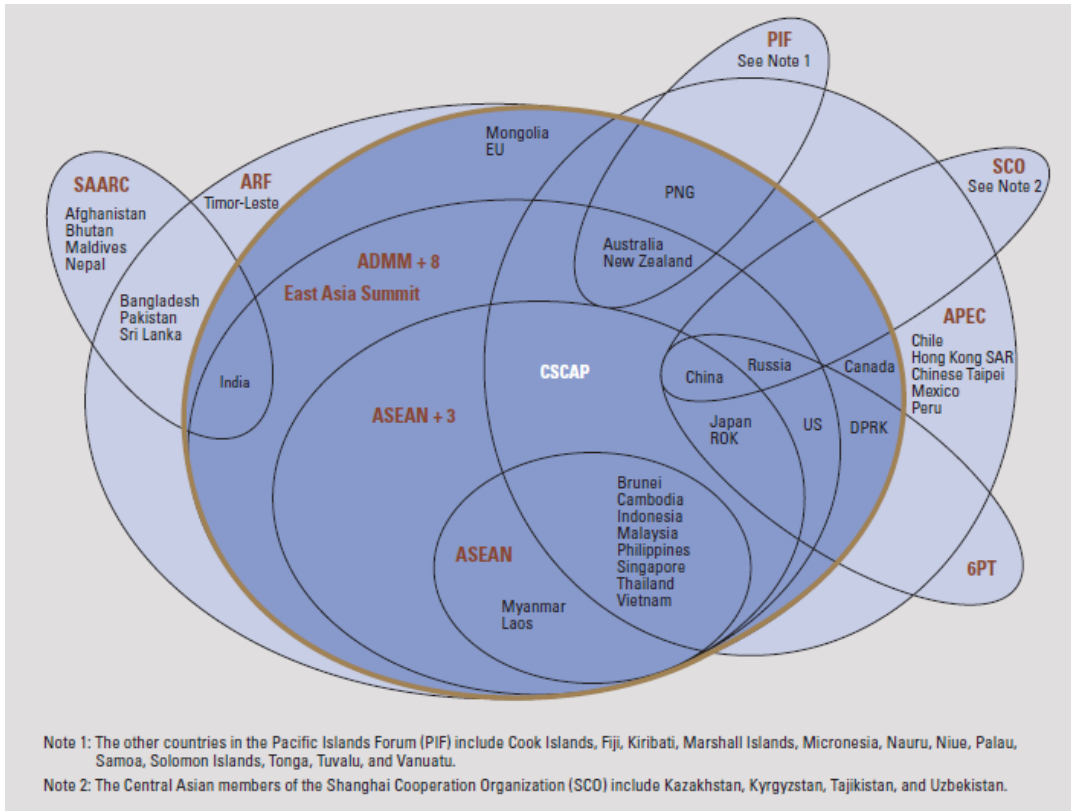 PIF
See Note 1
Mongolia
EU
SCO
See Note 2
SAARC
Afghanistan
Bhutan
Maldives
Nepal
ARF
Timor-Leste
PNG
Australia
New Zealand
ADMM + 8
East Asia Summit
Bangladesh
Pakistan
Sri Lanka
APEC
Chile
Hong Kong SAR
Chinese Taipei
Mexico
Peru
India
CSCAP
China
Russia
Canada
ASEAN + 3
Japan
ROK
US
DPRK
Brunei
Cambodia
Indonesia
Malaysia
Philippines
Singapore
Thailand
Vietnam
ASEAN
Myanmar
Laos
6PT
Note 1: The other countries in the Pacific Islands Forum (PIF) include Cook Islands, Fiji, Kiribati, Marshall Islands, Micronesia, Nauru, Niue, Palau,
Samoa, Solomon Islands, Tonga, Tuvalu, and Vanuatu.
Note 2: The Central Asian members of the Shanghai Cooperation Organization (SCO) include Kazakhstan, Kyrgyzstan, Tajikistan, and Uzbekistan.